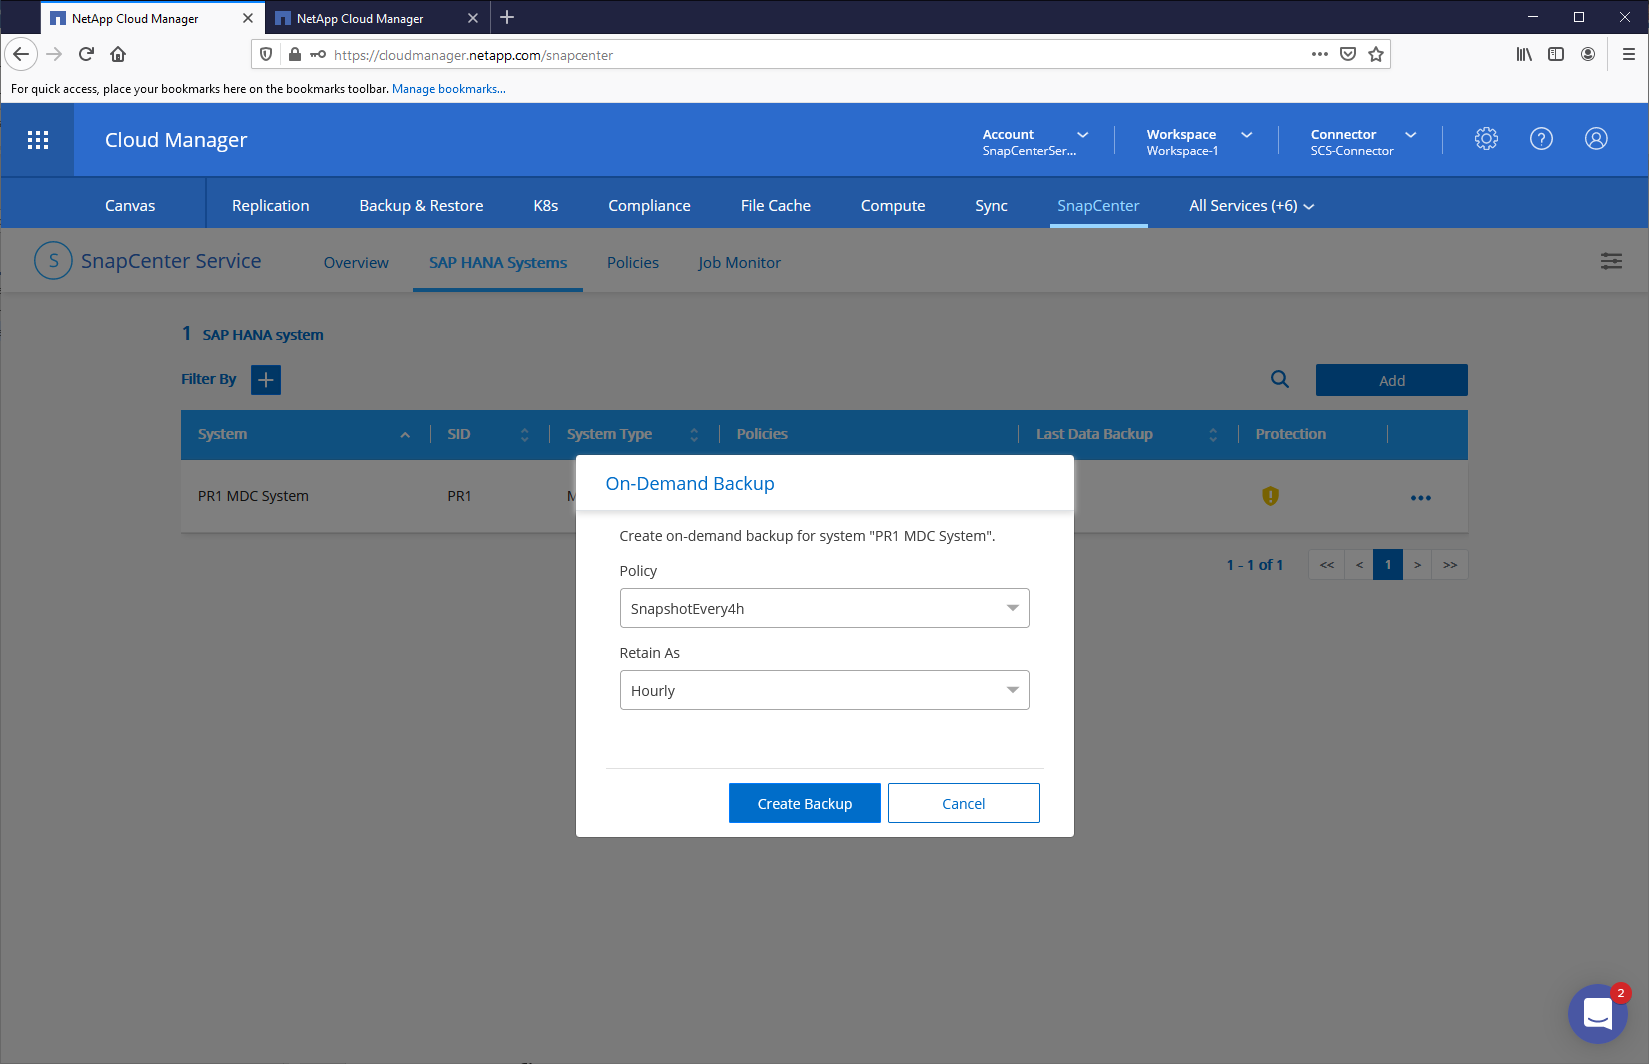 NetApp Cloud Manager
NetApp Cloud Manager
https://cloudmanager.netapp.com/snapcenter
For quick access, place your bookmarks here on the bookmarks toolbar. Manage bookmarks...
Cloud Manager
Account
SnapCenterSer...
Workspace
Workspace-1
Connector
SCS-Connector
Canvas Replication Backup & Restore K8s Compliance File Cache Compute Sync SnapCenter All Services (+6)
S SnapCenter Service Overview SAP HANA Systems Policies Job Monitor
1 SAP HANA system
Filter By
Add
System SID System Type Policies Last Data Backup Protection
PR1 MDC System PR1 M
On-Demand Backup
Create on-demand backup for system "PR1 MDC System".
Policy
SnapshotEvery4h
Retain As
Hourly
Create Backup Cancel
1 - 1 of 1 << < 1 > >>
2